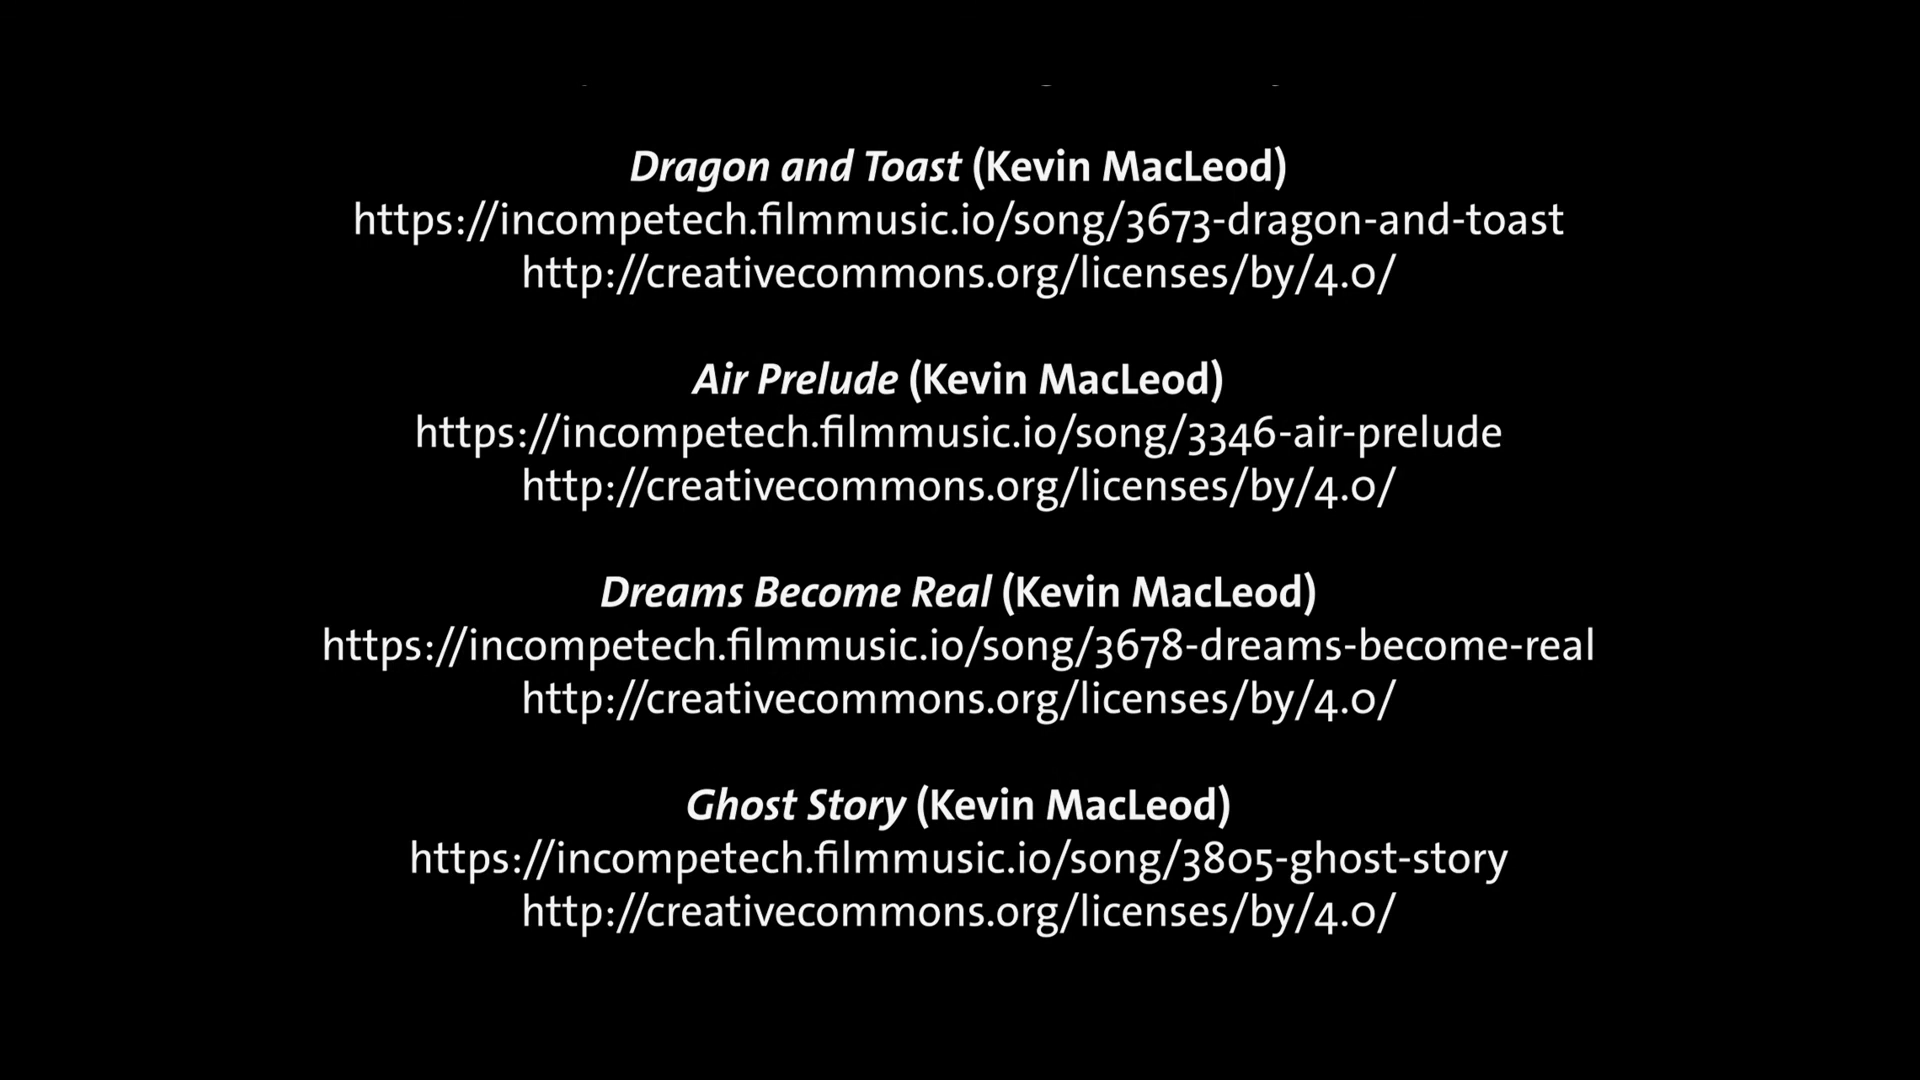 Dragon and Toast (Kevin MacLeod)
https://incompetech.filmmusic.io/song/3673-dragon-and-toast
http://creativecommons.org/licenses/by/4.0/
Air Prelude (Kevin MacLeod)
https://incompetech.filmmusic.io/song/3346-air-prelude
http://creativecommons.org/licenses/by/4.0/
Dreams Become Real (Kevin MacLeod)
https://incompetech.filmmusic.io/song/3678-dreams-become-real
http://creativecommons.org/licenses/by/4.0/
Ghost Story (Kevin MacLeod)
https://incompetech.filmmusic.io/song/3805-ghost-story
http://creativecommons.org/licenses/by/4.0/